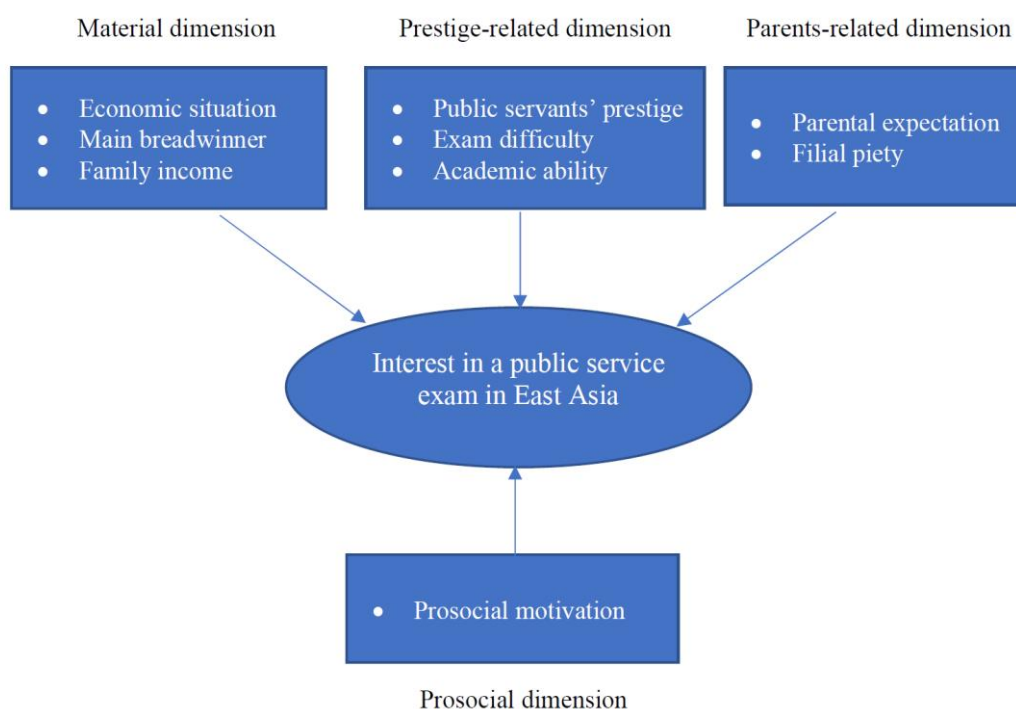 Material dimension
Prestige-related dimension
Parents-related dimension
• Economic situation
• Main breadwinner
• Family income
• Public servants’ prestige
• Exam difficulty
• Academic ability
• Parental expectation
• Filial piety
Interest in a public service
exam in East Asia
• Prosocial motivation
Prosocial dimension